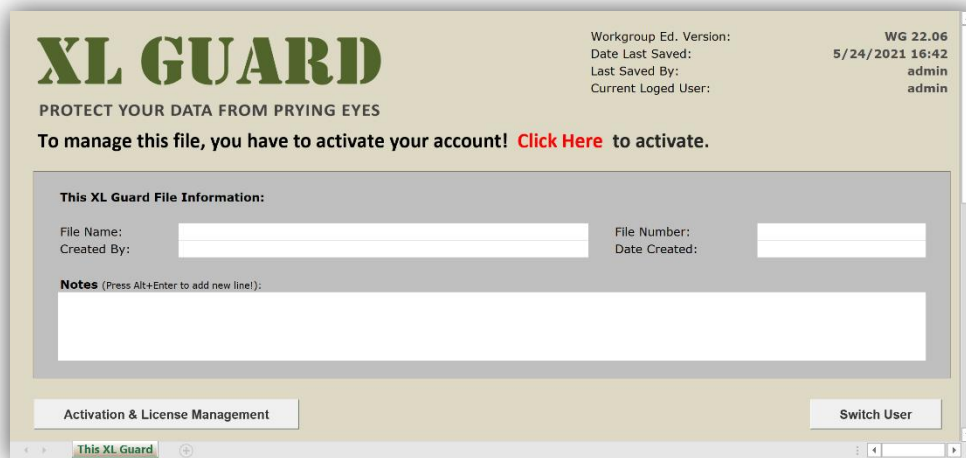 XL GUARD
PROTECT YOUR DATA FROM PRYING EYES
Workgroup Ed. Version: WG 22.06
Date Last Saved: 5/24/2021 16:42
Last Saved By: admin
Current Loged User: admin
To manage this file, you have to activate your account! Click Here to activate.
This XL Guard File Information:
File Name: File Number:
Created By: Date Created:
Notes (Press Alt+Enter to add new line!):
Activation & License Management Switch User
This XL Guard